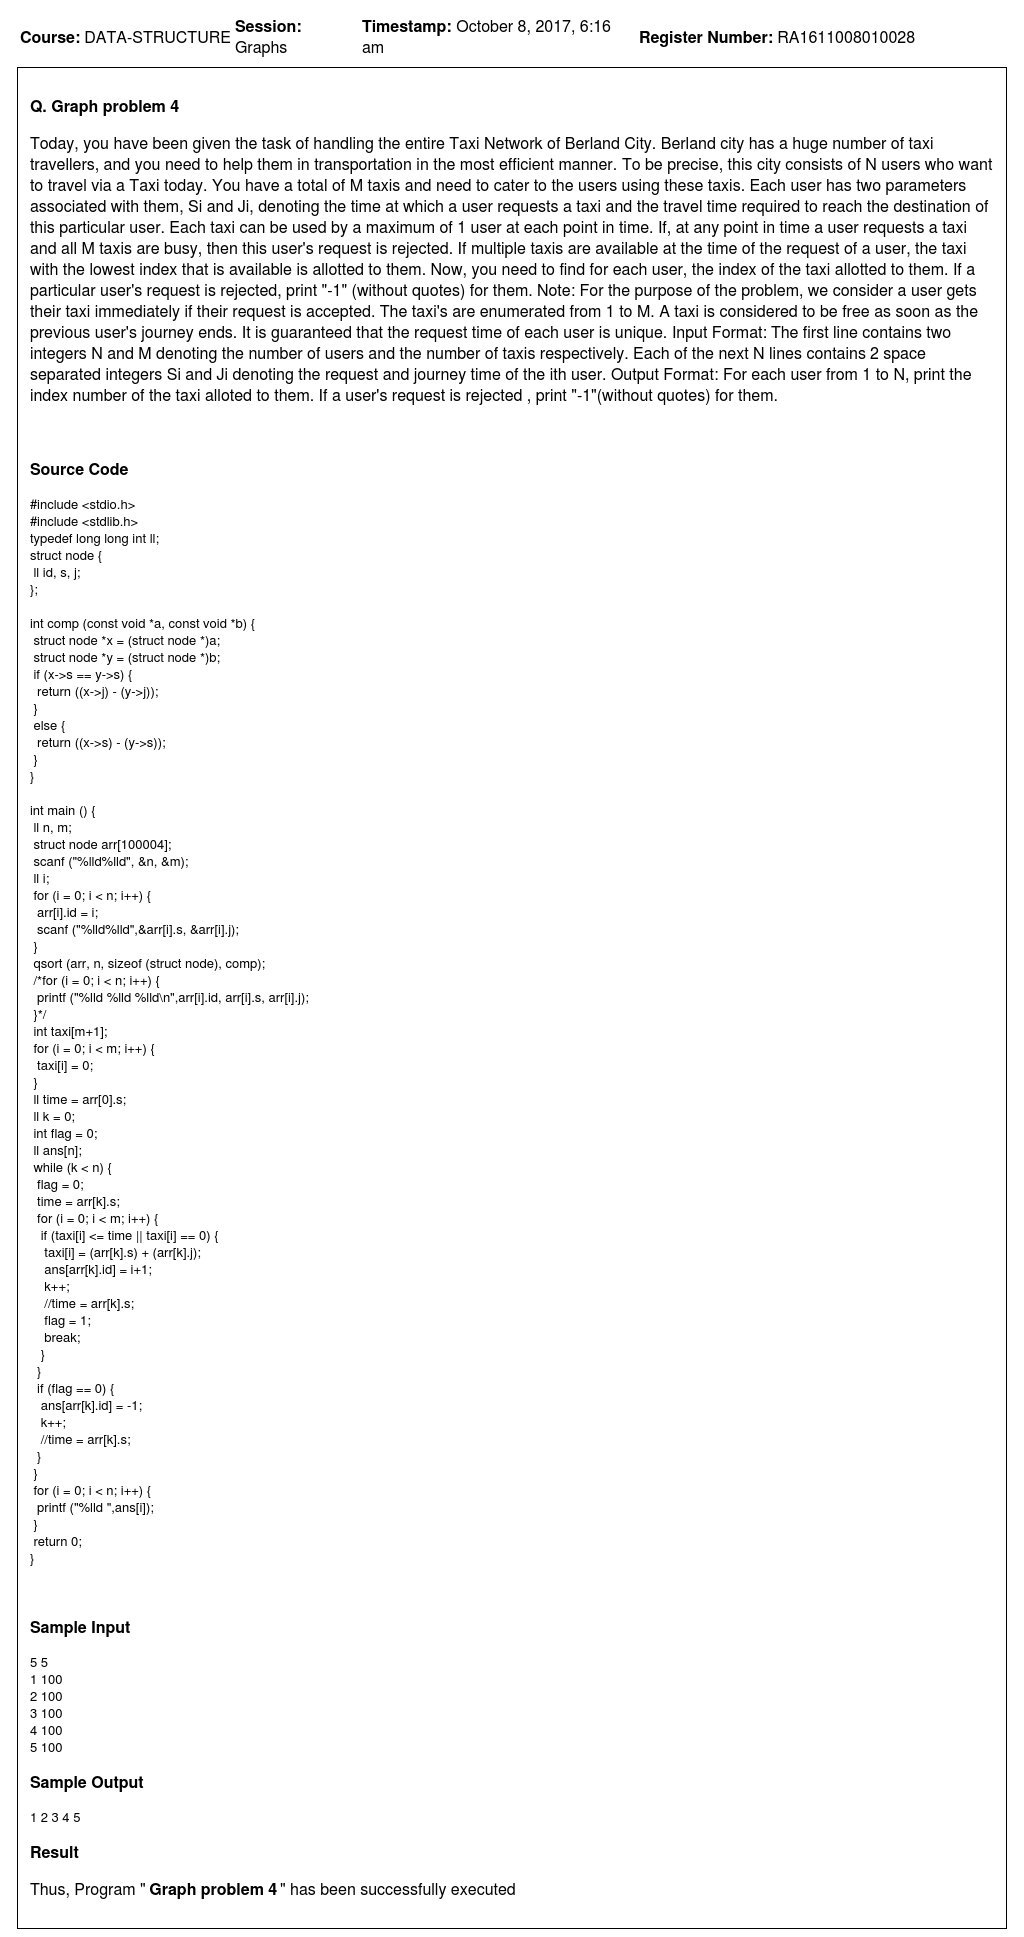 Course: DATA-STRUCTURE Session: Graphs Timestamp: October 8, 2017, 6:16 am Register Number: RA1611008010028
Q. Graph problem 4
Today, you have been given the task of handling the entire Taxi Network of Berland City. Berland city has a huge number of taxi
travellers, and you need to help them in transportation in the most efficient manner. To be precise, this city consists of N users who want
to travel via a Taxi today. You have a total of M taxis and need to cater to the users using these taxis. Each user has two parameters
associated with them, Si and Ji, denoting the time at which a user requests a taxi and the travel time required to reach the destination of
this particular user. Each taxi can be used by a maximum of 1 user at each point in time. If, at any point in time a user requests a taxi
and all M taxis are busy, then this user's request is rejected. If multiple taxis are available at the time of the request of a user, the taxi
with the lowest index that is available is allotted to them. Now, you need to find for each user, the index of the taxi allotted to them. If a
particular user's request is rejected, print "-1" (without quotes) for them. Note: For the purpose of the problem, we consider a user gets
their taxi immediately if their request is accepted. The taxi's are enumerated from 1 to M. A taxi is considered to be free as soon as the
previous user's journey ends. It is guaranteed that the request time of each user is unique. Input Format: The first line contains two
integers N and M denoting the number of users and the number of taxis respectively. Each of the next N lines contains 2 space
separated integers Si and Ji denoting the request and journey time of the ith user. Output Format: For each user from 1 to N, print the
index number of the taxi alloted to them. If a user's request is rejected , print "-1"(without quotes) for them.
Source Code
#include <stdio.h>
#include <stdlib.h>
typedef long long int ll;
struct node {
 ll id, s, j;
};
int comp (const void *a, const void *b) {
 struct node *x = (struct node *)a;
 struct node *y = (struct node *)b;
 if (x->s == y->s) {
  return ((x->j) - (y->j));
 }
 else {
  return ((x->s) - (y->s));
 }
}
int main () {
 ll n, m;
 struct node arr[100004];
 scanf ("%lld%lld", &n, &m);
 ll i;
 for (i = 0; i < n; i++) {
  arr[i].id = i;
  scanf ("%lld%lld",&arr[i].s, &arr[i].j);
 }
 qsort (arr, n, sizeof (struct node), comp);
 /*for (i = 0; i < n; i++) {
  printf ("%lld %lld %lld\n",arr[i].id, arr[i].s, arr[i].j);
 }*/
 int taxi[m+1];
 for (i = 0; i < m; i++) {
  taxi[i] = 0;
 }
 ll time = arr[0].s;
 ll k = 0;
 int flag = 0;
 ll ans[n];
 while (k < n) {
  flag = 0;
  time = arr[k].s;
  for (i = 0; i < m; i++) {
   if (taxi[i] <= time || taxi[i] == 0) {
    taxi[i] = (arr[k].s) + (arr[k].j);
    ans[arr[k].id] = i+1;
    k++;
    //time = arr[k].s;
    flag = 1;
    break;
   }
  }
  if (flag == 0) {
   ans[arr[k].id] = -1;
   k++;
   //time = arr[k].s;
  }
 }
 for (i = 0; i < n; i++) {
  printf ("%lld ",ans[i]);
 }
 return 0;
}
Sample Input
5 5
1 100
2 100
3 100
4 100
5 100
Sample Output
1 2 3 4 5
Result
Thus, Program " Graph problem 4 " has been successfully executed